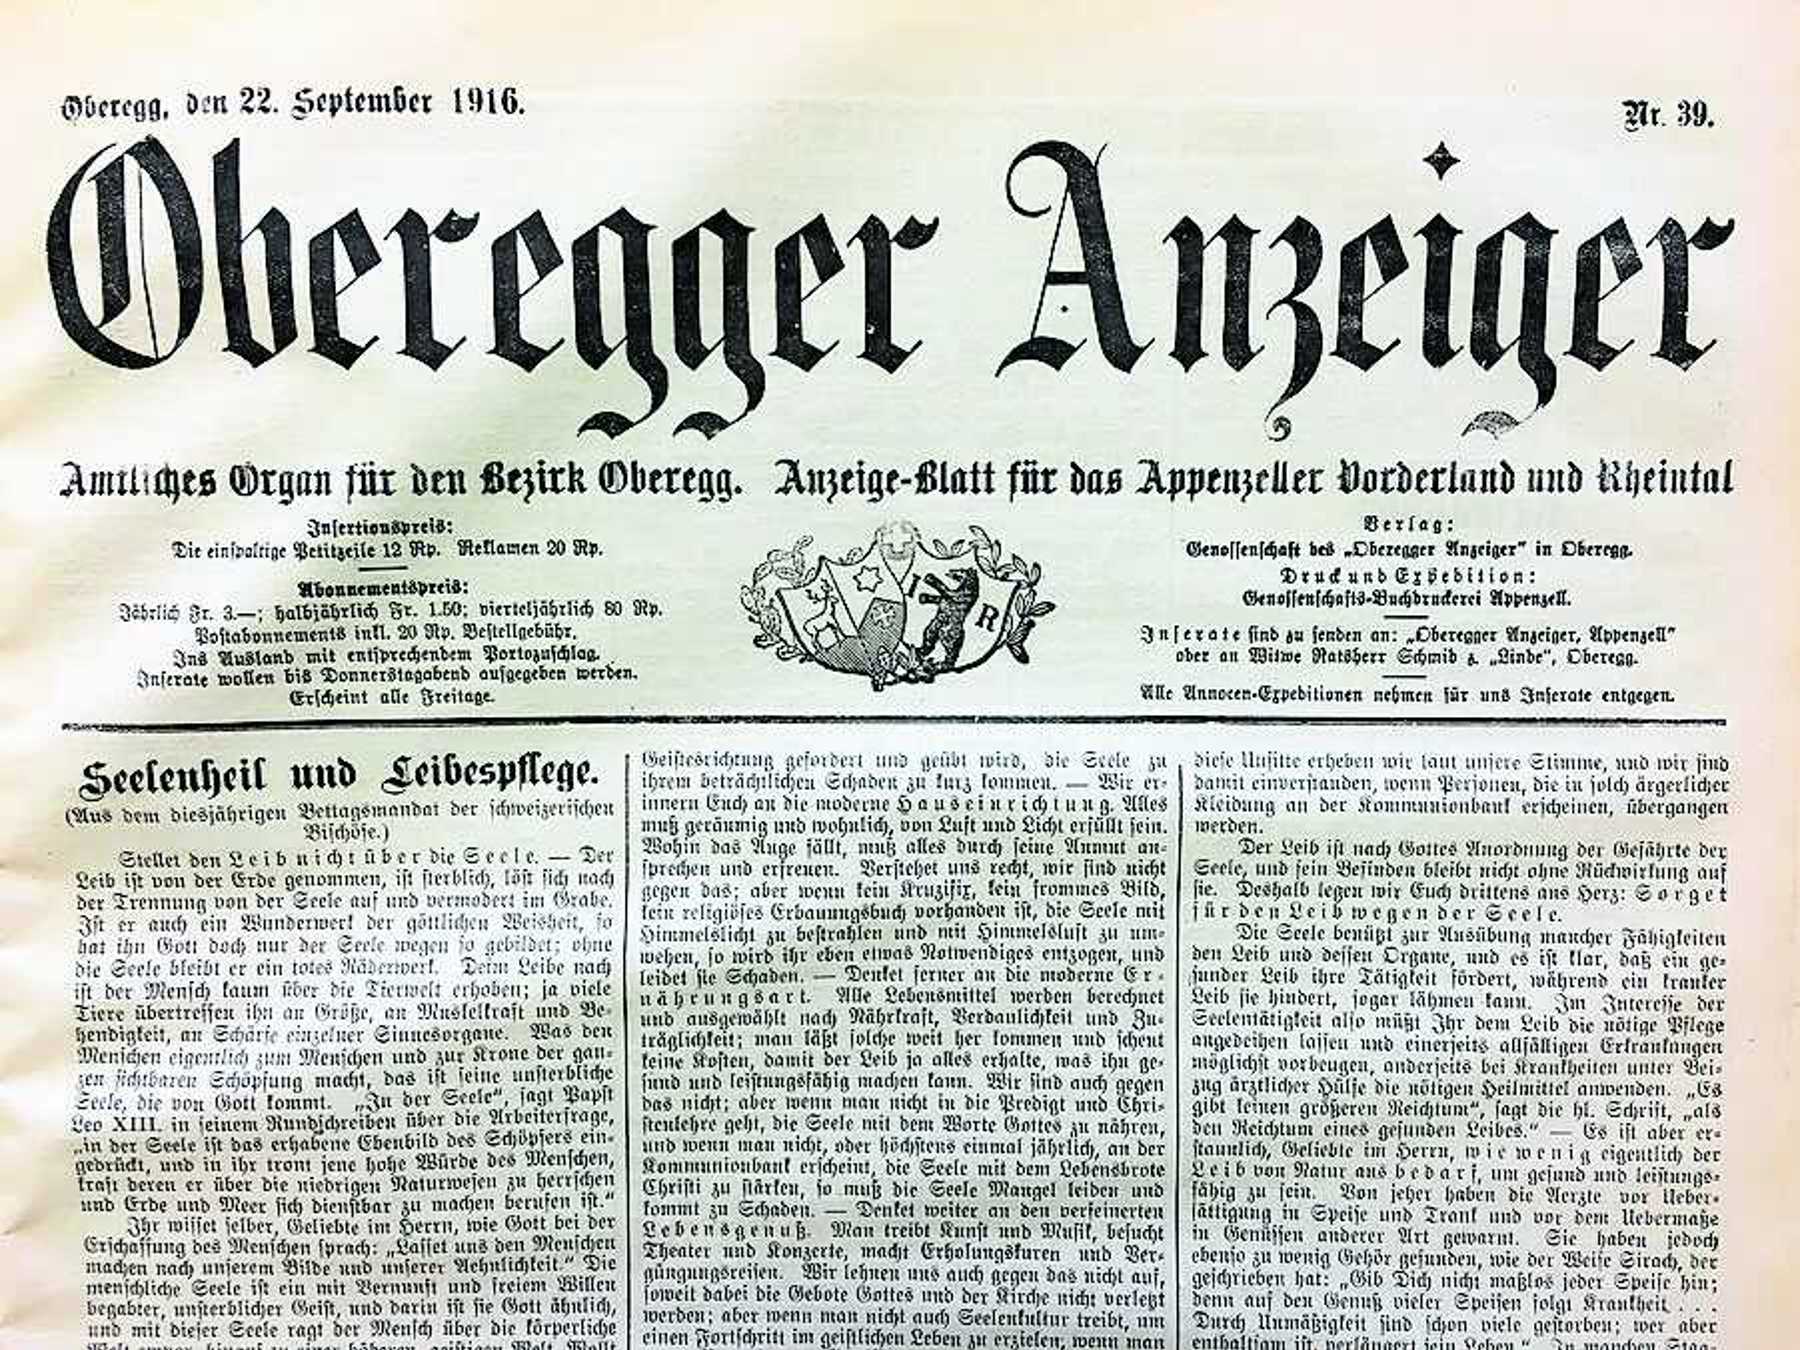 Oberegg, den 22. September 1916.
Nr. 39.
Oberegger Anzeiger
Amtliches Organ für den Bezirk Oberegg. Anzeige-Blatt für das Appenzeller Vorderland und Rheintal
Insertionspreis:
Die einspaltige Petitzeile 12 Rp. Reklamen 20 Rp.
Abonnementspreis:
Jährlich Fr. 3.—; halbjährlich Fr. 1.50; vierteljährlich 80 Rp.
Postabonnements inkl. 20 Rp. Bestellgebühr.
Ins Ausland mit entsprechendem Portozuschlag.
Inserate wollen bis Donnerstagabend aufgegeben werden.
Erscheint alle Freitage.
I R
Verlag:
Genossenschaft des „Oberegger Anzeiger" in Oberegg.
Druck und Expedition:
Genossenschafts-Buchdruckerei Appenzell.
Inserate sind zu senden an: „Oberegger Anzeiger, Appenzell"
oder an Witwe Ratsherr Schmid z. „Linde", Oberegg.
Alle Annocen-Expeditionen nehmen für uns Inserate entgegen.
Seelenheil und Leibespflege.
(Aus dem diesjährigen Bettagsmandat der schweizerischen
Bischöfe.)
Stellet den Leib nicht über die Seele. — Der
Leib ist von der Erde genommen, ist sterblich, löst sich nach
der Trennung von der Seele auf und vermodert im Grabe.
Ist er auch ein Wunderwerk der göttlichen Weisheit, so
hat ihn Gott doch nur der Seele wegen so gebildet; ohne
die Seele bleibt er ein totes Räderwerk. Dem Leibe nach
ist der Mensch kaum über die Tierwelt erhoben; ja viele
Tiere übertreffen ihn an Größe, an Muskelkraft und Be-
hendigkeit, an Schärfe einzelner Sinnesorgane. Was den
Menschen eigentlich zum Menschen und zur Krone der gan-
zen sichtbaren Schöpfung macht, das ist seine unsterbliche
Seele, die von Gott kommt. „In der Seele", sagt Papst
Leo XIII. in seinem Rundschreiben über die Arbeiterfrage,
„in der Seele ist das erhabene Ebenbild des Schöpfers ein-
gedrückt, und in ihr tront jene hohe Würde des Menschen,
kraft deren er über die niedrigen Naturwesen zu herrschen
und Erde und Meer sich dienstbar zu machen berufen ist."
Ihr wisset selber, Geliebte im Herrn, wie Gott bei der
Erschaffung des Menschen sprach: „Lasset uns den Menschen
machen nach unserem Bilde und unserer Aehnlichkeit." Die
menschliche Seele ist ein mit Vernunft und freiem Willen
begabter, unsterblicher Geist, und darin ist sie Gott ähnlich,
und mit dieser Seele ragt der Mensch über die körperliche
Welt empor, hinauf zu einer höheren, geistigen Welt. Wollt
Geistesrichtung gefordert und geübt wird, die Seele zu
ihrem beträchtlichen Schaden zu kurz kommen. — Wir er-
innern Euch an die moderne Hauseinrichtung. Alles
muß geräumig und wohnlich, von Luft und Licht erfüllt sein.
Wohin das Auge fällt, muß alles durch seine Anmut an-
sprechen und erfreuen. Verstehet uns recht, wir sind nicht
gegen das; aber wenn kein Kruzifix, kein frommes Bild,
kein religiöses Erbauungsbuch vorhanden ist, die Seele mit
Himmelslicht zu bestrahlen und mit Himmelsluft zu um-
wehen, so wird ihr eben etwas Notwendiges entzogen, und
leidet sie Schaden. — Denket ferner an die moderne Er-
nährungsart. Alle Lebensmittel werden berechnet
und ausgewählt nach Nährkraft, Verdaulichkeit und Zu-
träglichkeit; man läßt solche weit her kommen und scheut
keine Kosten, damit der Leib ja alles erhalte, was ihn ge-
sund und leistungsfähig machen kann. Wir sind auch gegen
das nicht; aber wenn man nicht in die Predigt und Chri-
stenlehre geht, die Seele mit dem Worte Gottes zu nähren,
und wenn man nicht, oder höchstens einmal jährlich, an der
Kommunionbank erscheint, die Seele mit dem Lebensbrote
Christi zu stärken, so muß die Seele Mangel leiden und
kommt zu Schaden. — Denket weiter an den verfeinerten
Lebensgenuß. Man treibt Kunst und Musik, besucht
Theater und Konzerte, macht Erholungskuren und Ver-
gnügungsreisen. Wir lehnen uns auch gegen das nicht auf,
soweit dabei die Gebote Gottes und der Kirche nicht verletzt
werden; aber wenn man nicht auch Seelenkultur treibt, um
einen Fortschritt im geistlichen Leben zu erzielen, wenn man
diese Unsitte erheben wir laut unsere Stimme, und wir sind
damit einverstanden, wenn Personen, die in solch ärgerlicher
Kleidung an der Kommunionbank erscheinen, übergangen
werden.
Der Leib ist nach Gottes Anordnung der Gefährte der
Seele, und sein Befinden bleibt nicht ohne Rückwirkung auf
sie. Deshalb legen wir Euch drittens ans Herz: Sorget
für den Leib wegen der Seele.
Die Seele benützt zur Ausübung mancher Fähigkeiten
den Leib und dessen Organe, und es ist klar, daß ein ge-
sunder Leib ihre Tätigkeit fördert, während ein kranker
Leib sie hindert, sogar lähmen kann. Im Interesse der
Seelentätigkeit also müßt Ihr dem Leib die nötige Pflege
angedeihen lassen und einerseits allfälligen Erkrankungen
möglichst vorbeugen, anderseits bei Krankheiten unter Bei-
zug ärztlicher Hülfe die nötigen Heilmittel anwenden. „Es
gibt keinen größeren Reichtum", sagt die hl. Schrift, „als
den Reichtum eines gesunden Leibes." — Es ist aber er-
staunlich, Geliebte im Herrn, wie wenig eigentlich der
Leib von Natur aus bedarf, um gesund und leistungs-
fähig zu sein. Von jeher haben die Aerzte vor Ueber-
sättigung in Speise und Trank und vor dem Uebermaße
in Genüssen anderer Art gewarnt. Sie haben jedoch
ebenso zu wenig Gehör gefunden, wie der Weise Sirach, der
geschrieben hat: „Gib Dich nicht maßlos jeder Speise hin;
denn auf den Genuß vieler Speisen folgt Krankheit . . .
Durch Unmäßigkeit sind schon viele gestorben; wer aber
enthaltsam ist, verlängert sein Leben." In manchen Staa-